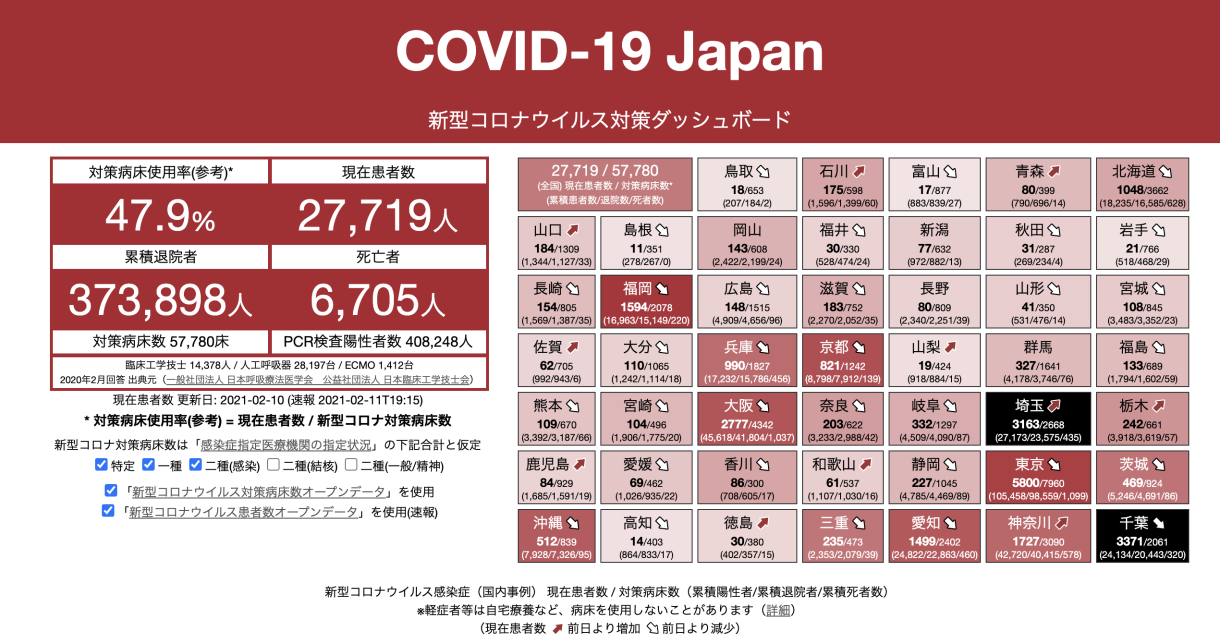 COVID-19 Japan
新型コロナウイルス対策ダッシュボード
対策病床使用率(参考)*
現在患者数
47.9%
27,719人
累積退院者
死亡者
373,898人
6,705人
対策病床数 57,780床
PCR検査陽性者数 408,248人
臨床工学技士 14,378人 / 人工呼吸器 28,197台 / ECMO 1,412台
2020年2月回答 出典元（一般社団法人 日本呼吸療法医学会　公益社団法人 日本臨床工学技士会）
現在患者数 更新日: 2021-02-10 (速報 2021-02-11T19:15)
* 対策病床使用率(参考) = 現在患者数 / 新型コロナ対策病床数
新型コロナ対策病床数は「感染症指定医療機関の指定状況」の下記合計と仮定
特定 一種 二種(感染) 二種(結核) 二種(一般/精神)
「新型コロナウイルス対策病床数オープンデータ」を使用
「新型コロナウイルス患者数オープンデータ」を使用(速報)
27,719 / 57,780
(全国) 現在患者数 / 対策病床数*
(累積患者数/退院数/死者数)
鳥取
18/653
(207/184/2)
石川
175/598
(1,596/1,399/60)
富山
17/877
(883/839/27)
青森
80/399
(790/696/14)
北海道
1048/3662
(18,235/16,585/628)
山口
184/1309
(1,344/1,127/33)
島根
11/351
(278/267/0)
岡山
143/608
(2,422/2,199/24)
福井
30/330
(528/474/24)
新潟
77/632
(972/882/13)
秋田
31/287
(269/234/4)
岩手
21/766
(518/468/29)
長崎
154/805
(1,569/1,387/35)
福岡
1594/2078
(16,963/15,149/220)
広島
148/1515
(4,909/4,656/96)
滋賀
183/752
(2,270/2,052/35)
長野
80/809
(2,340/2,251/39)
山形
41/350
(531/476/14)
宮城
108/845
(3,483/3,352/23)
佐賀
62/705
(992/943/6)
大分
110/1065
(1,242/1,114/18)
兵庫
990/1827
(17,232/15,786/456)
京都
821/1242
(8,798/7,912/139)
山梨
19/424
(918/884/15)
群馬
327/1641
(4,178/3,746/76)
福島
133/689
(1,794/1,602/59)
熊本
109/670
(3,392/3,187/66)
宮崎
104/496
(1,906/1,775/20)
大阪
2777/4342
(45,618/41,804/1,037)
奈良
203/622
(3,233/2,988/42)
岐阜
332/1297
(4,509/4,090/87)
埼玉
3163/2668
(27,173/23,575/435)
栃木
242/661
(3,918/3,619/57)
鹿児島
84/929
(1,685/1,591/19)
愛媛
69/462
(1,026/935/22)
香川
86/300
(708/605/17)
和歌山
61/537
(1,107/1,030/16)
静岡
227/1045
(4,785/4,469/89)
東京
5800/7960
(105,458/98,559/1,099)
茨城
469/924
(5,246/4,691/86)
沖縄
512/839
(7,928/7,326/95)
高知
14/403
(864/833/17)
徳島
30/380
(402/357/15)
三重
235/473
(2,353/2,079/39)
愛知
1499/2402
(24,822/22,863/460)
神奈川
1727/3090
(42,720/40,415/578)
千葉
3371/2061
(24,134/20,443/320)
新型コロナウイルス感染症（国内事例） 現在患者数 / 対策病床数（累積陽性者/累積退院者/累積死者数）
※軽症者等は自宅療養など、病床を使用しないことがあります（詳細）
（現在患者数 前日より増加 前日より減少）